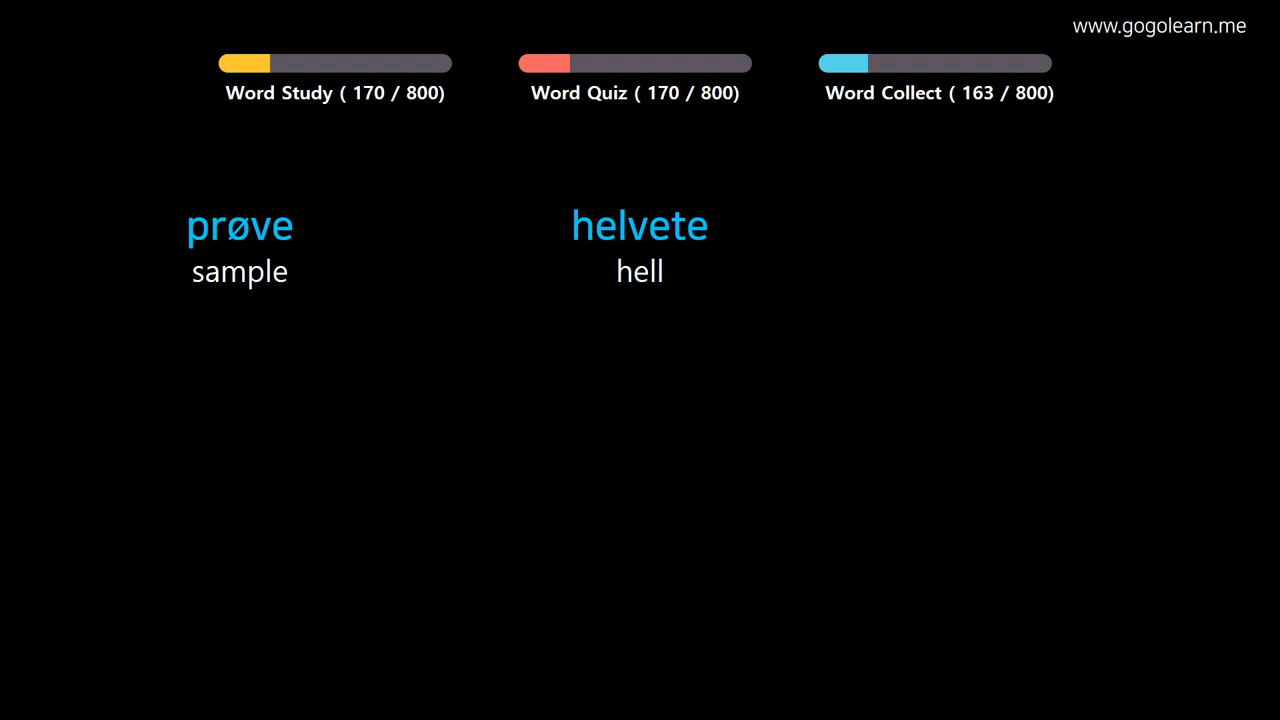 www.gogolearn.me
Word Study ( 170 / 800)
Word Quiz ( 170 / 800)
Word Collect ( 163 / 800)
prøve
sample
helvete
hell